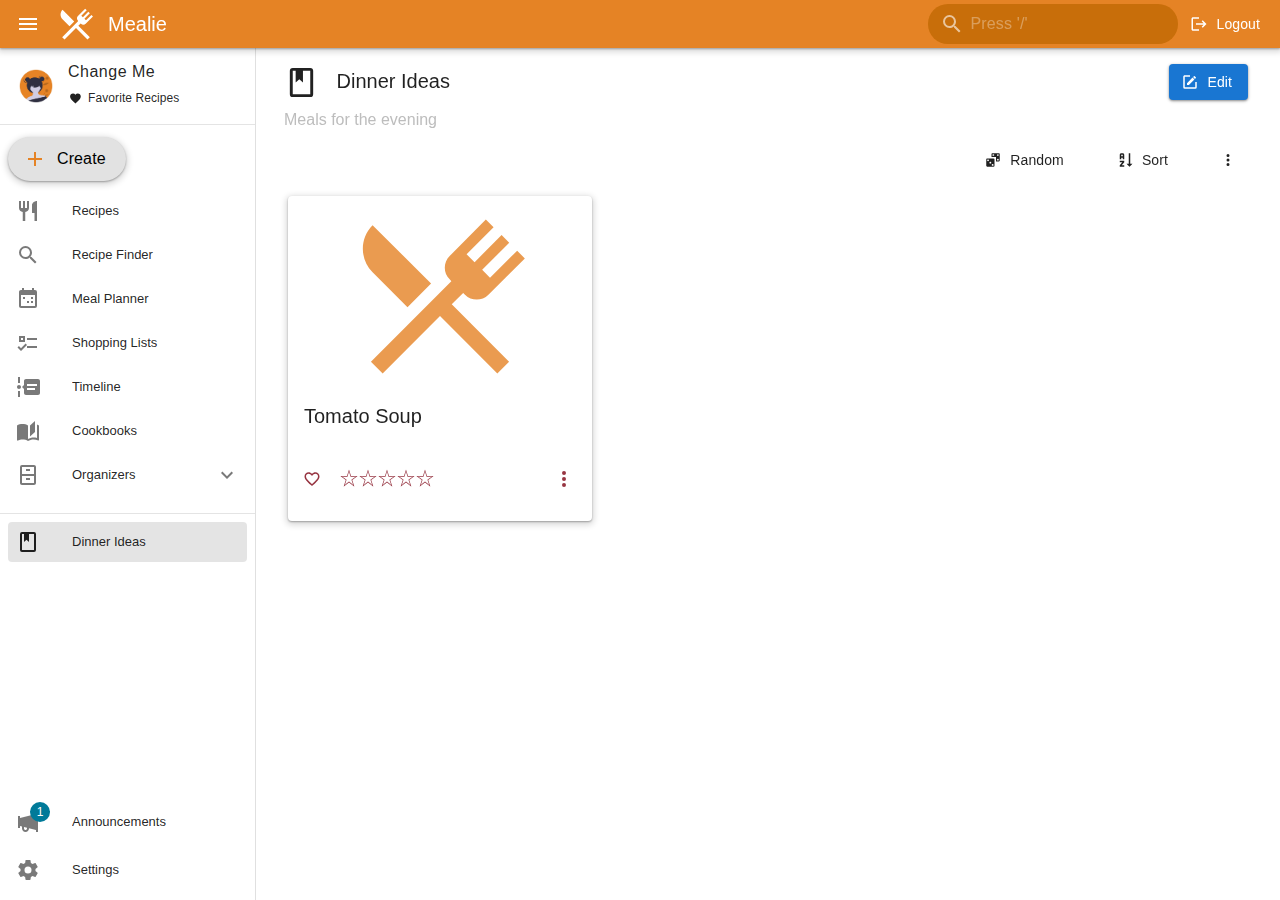 Mealie
Press '/'
Logout
Change Me
Favorite Recipes
Create
Recipes
Recipe Finder
Meal Planner
Shopping Lists
Timeline
Cookbooks
Organizers
Dinner Ideas
1
Announcements
Settings
Dinner Ideas
Edit
Meals for the evening
Random
Sort
Tomato Soup